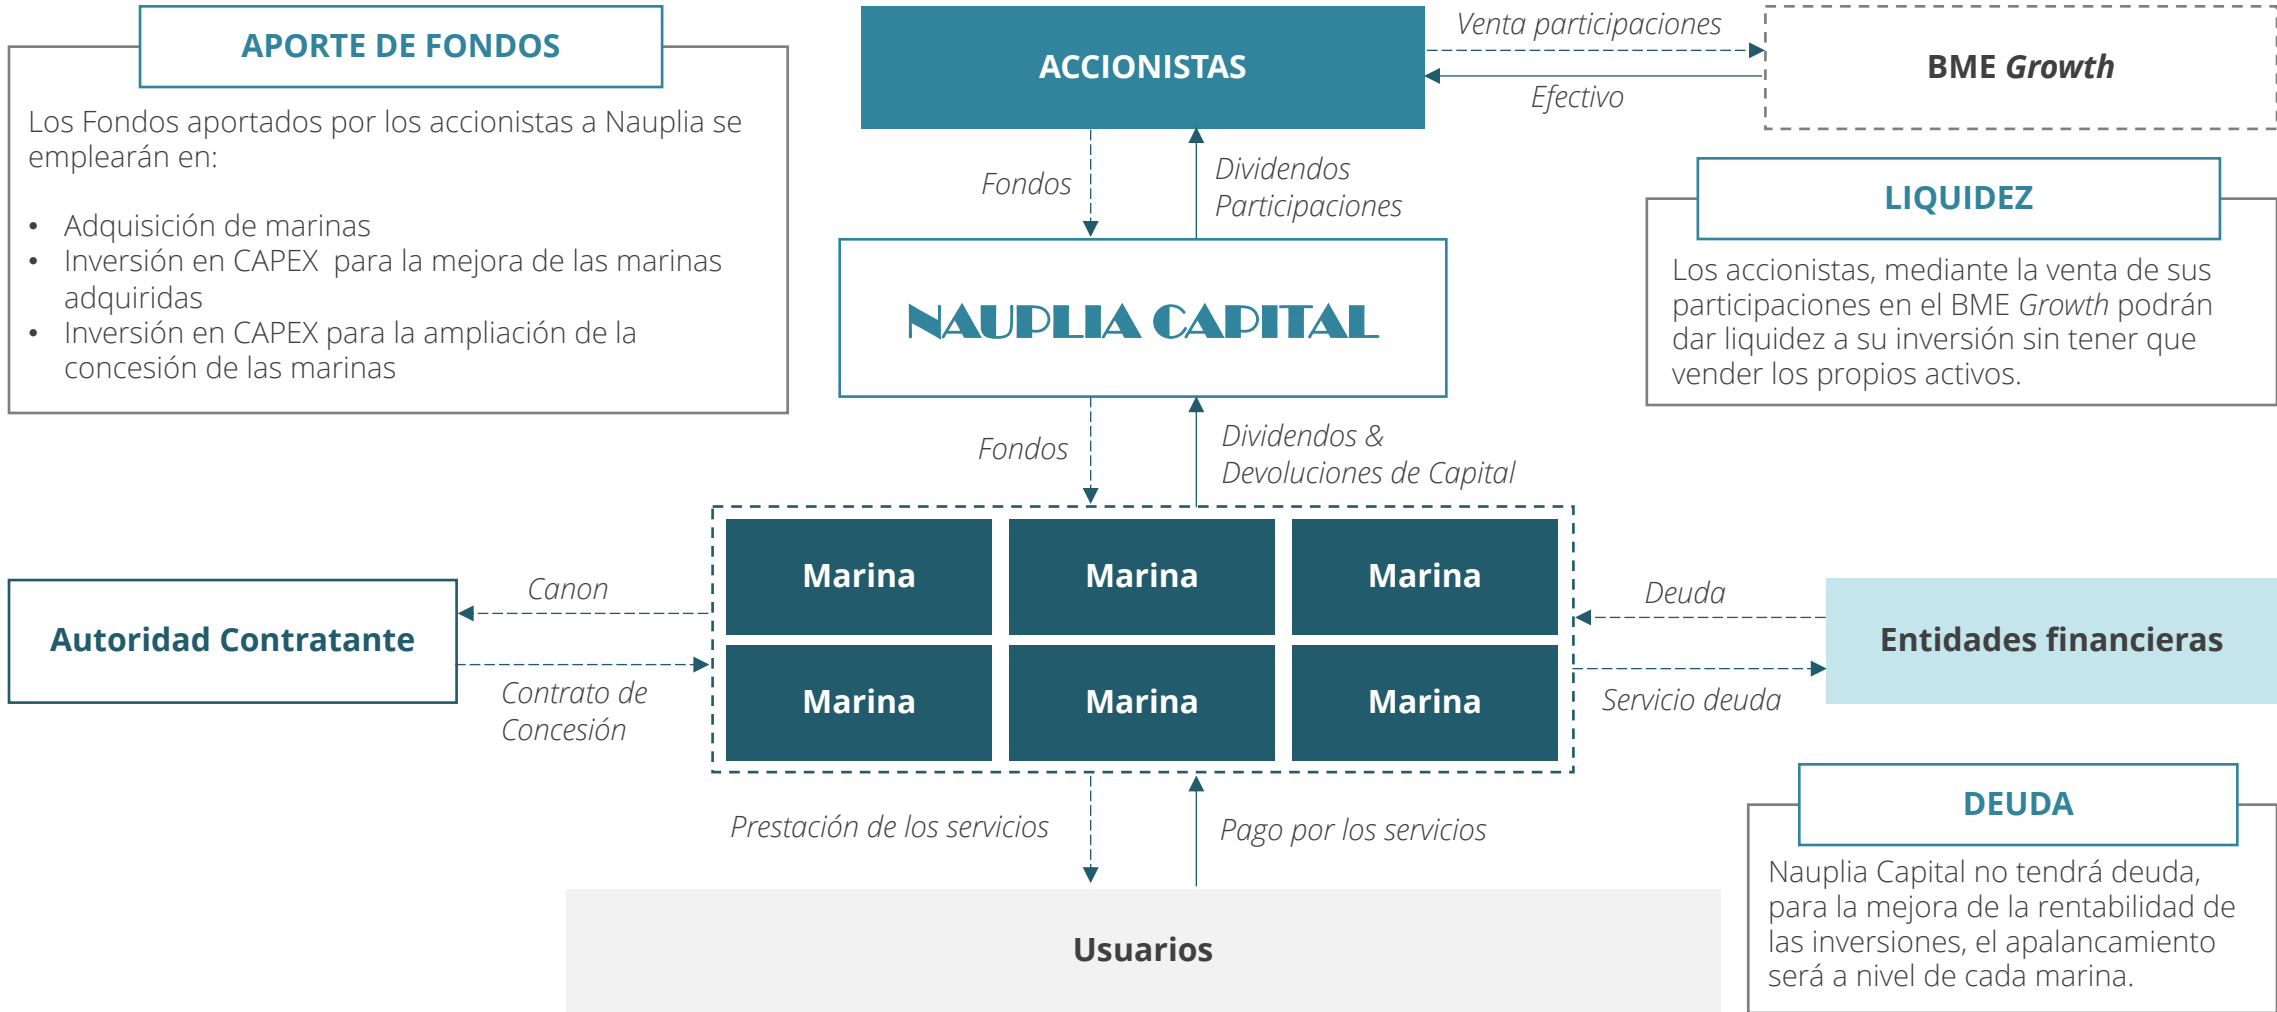 APORTE DE FONDOS
Los Fondos aportados por los accionistas a Nauplia se
emplearán en:
• Adquisición de marinas
• Inversión en CAPEX para la mejora de las marinas
adquiridas
• Inversión en CAPEX para la ampliación de la
concesión de las marinas
ACCIONISTAS
Venta participaciones
Efectivo
BME Growth
Fondos
Dividendos
Participaciones
LIQUIDEZ
Los accionistas, mediante la venta de sus
participaciones en el BME Growth podrán
dar liquidez a su inversión sin tener que
vender los propios activos.
NAUPLIA CAPITAL
Fondos
Dividendos &
Devoluciones de Capital
Autoridad Contratante
Canon
Contrato de
Concesión
Marina
Marina
Marina
Marina
Marina
Marina
Deuda
Servicio deuda
Entidades financieras
Prestación de los servicios
Pago por los servicios
Usuarios
DEUDA
Nauplia Capital no tendrá deuda,
para la mejora de la rentabilidad de
las inversiones, el apalancamiento
será a nivel de cada marina.